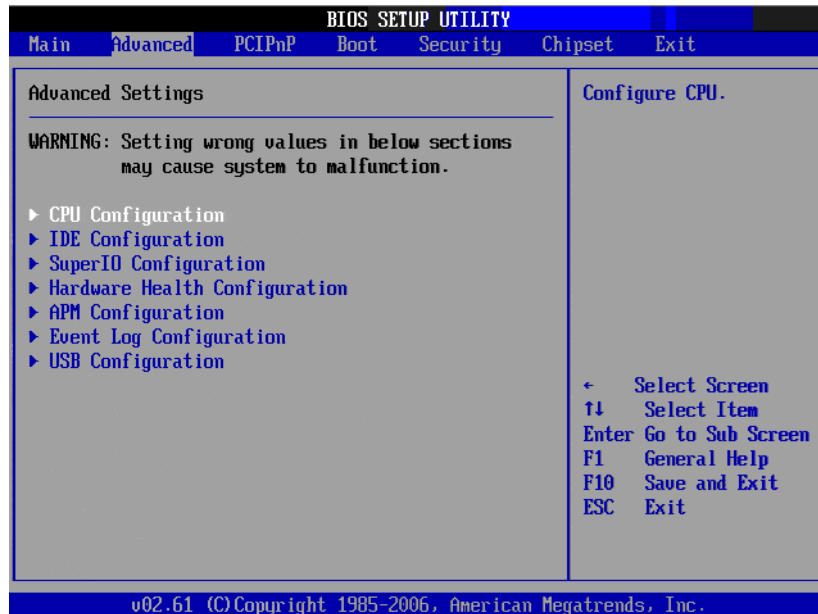 BIOS SETUP UTILITY
Main Advanced PCIPnP Boot Security Chipset Exit
Advanced Settings
WARNING: Setting wrong values in below sections
may cause system to malfunction.
▶ CPU Configuration
▶ IDE Configuration
▶ SuperIO Configuration
▶ Hardware Health Configuration
▶ APM Configuration
▶ Event Log Configuration
▶ USB Configuration
Configure CPU.
← Select Screen
↑↓ Select Item
Enter Go to Sub Screen
F1 General Help
F10 Save and Exit
ESC Exit
v02.61 (C)Copyright 1985-2006, American Megatrends, Inc.